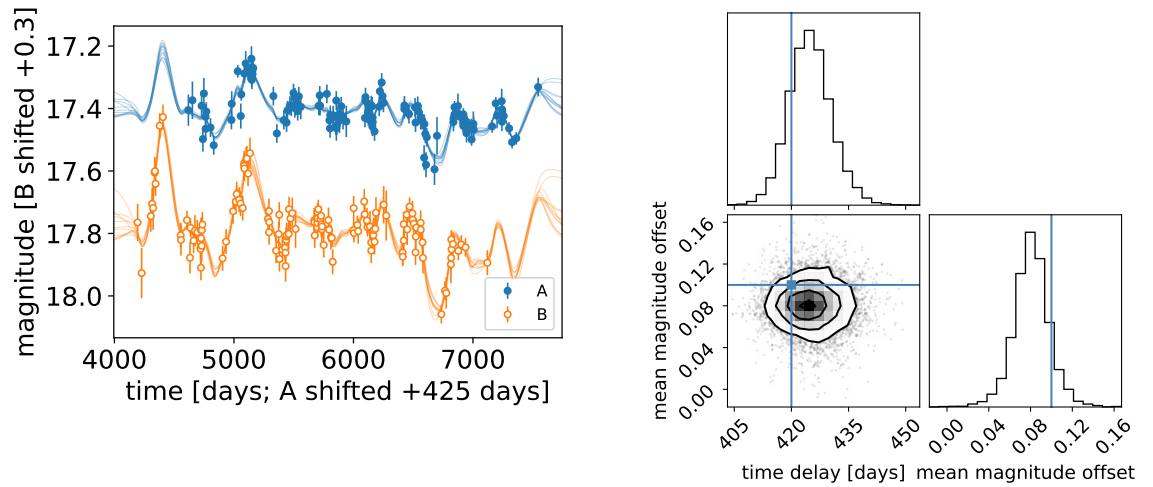 magnitude [B shifted +0.3]
17.2
17.4
17.6
17.8
18.0
A
B
4000 5000 6000 7000
time [days; A shifted +425 days]
mean magnitude offset
0.16
0.12
0.08
0.04
0.00
405 420 435 450
time delay [days]
0.00 0.04 0.08 0.12 0.16
mean magnitude offset